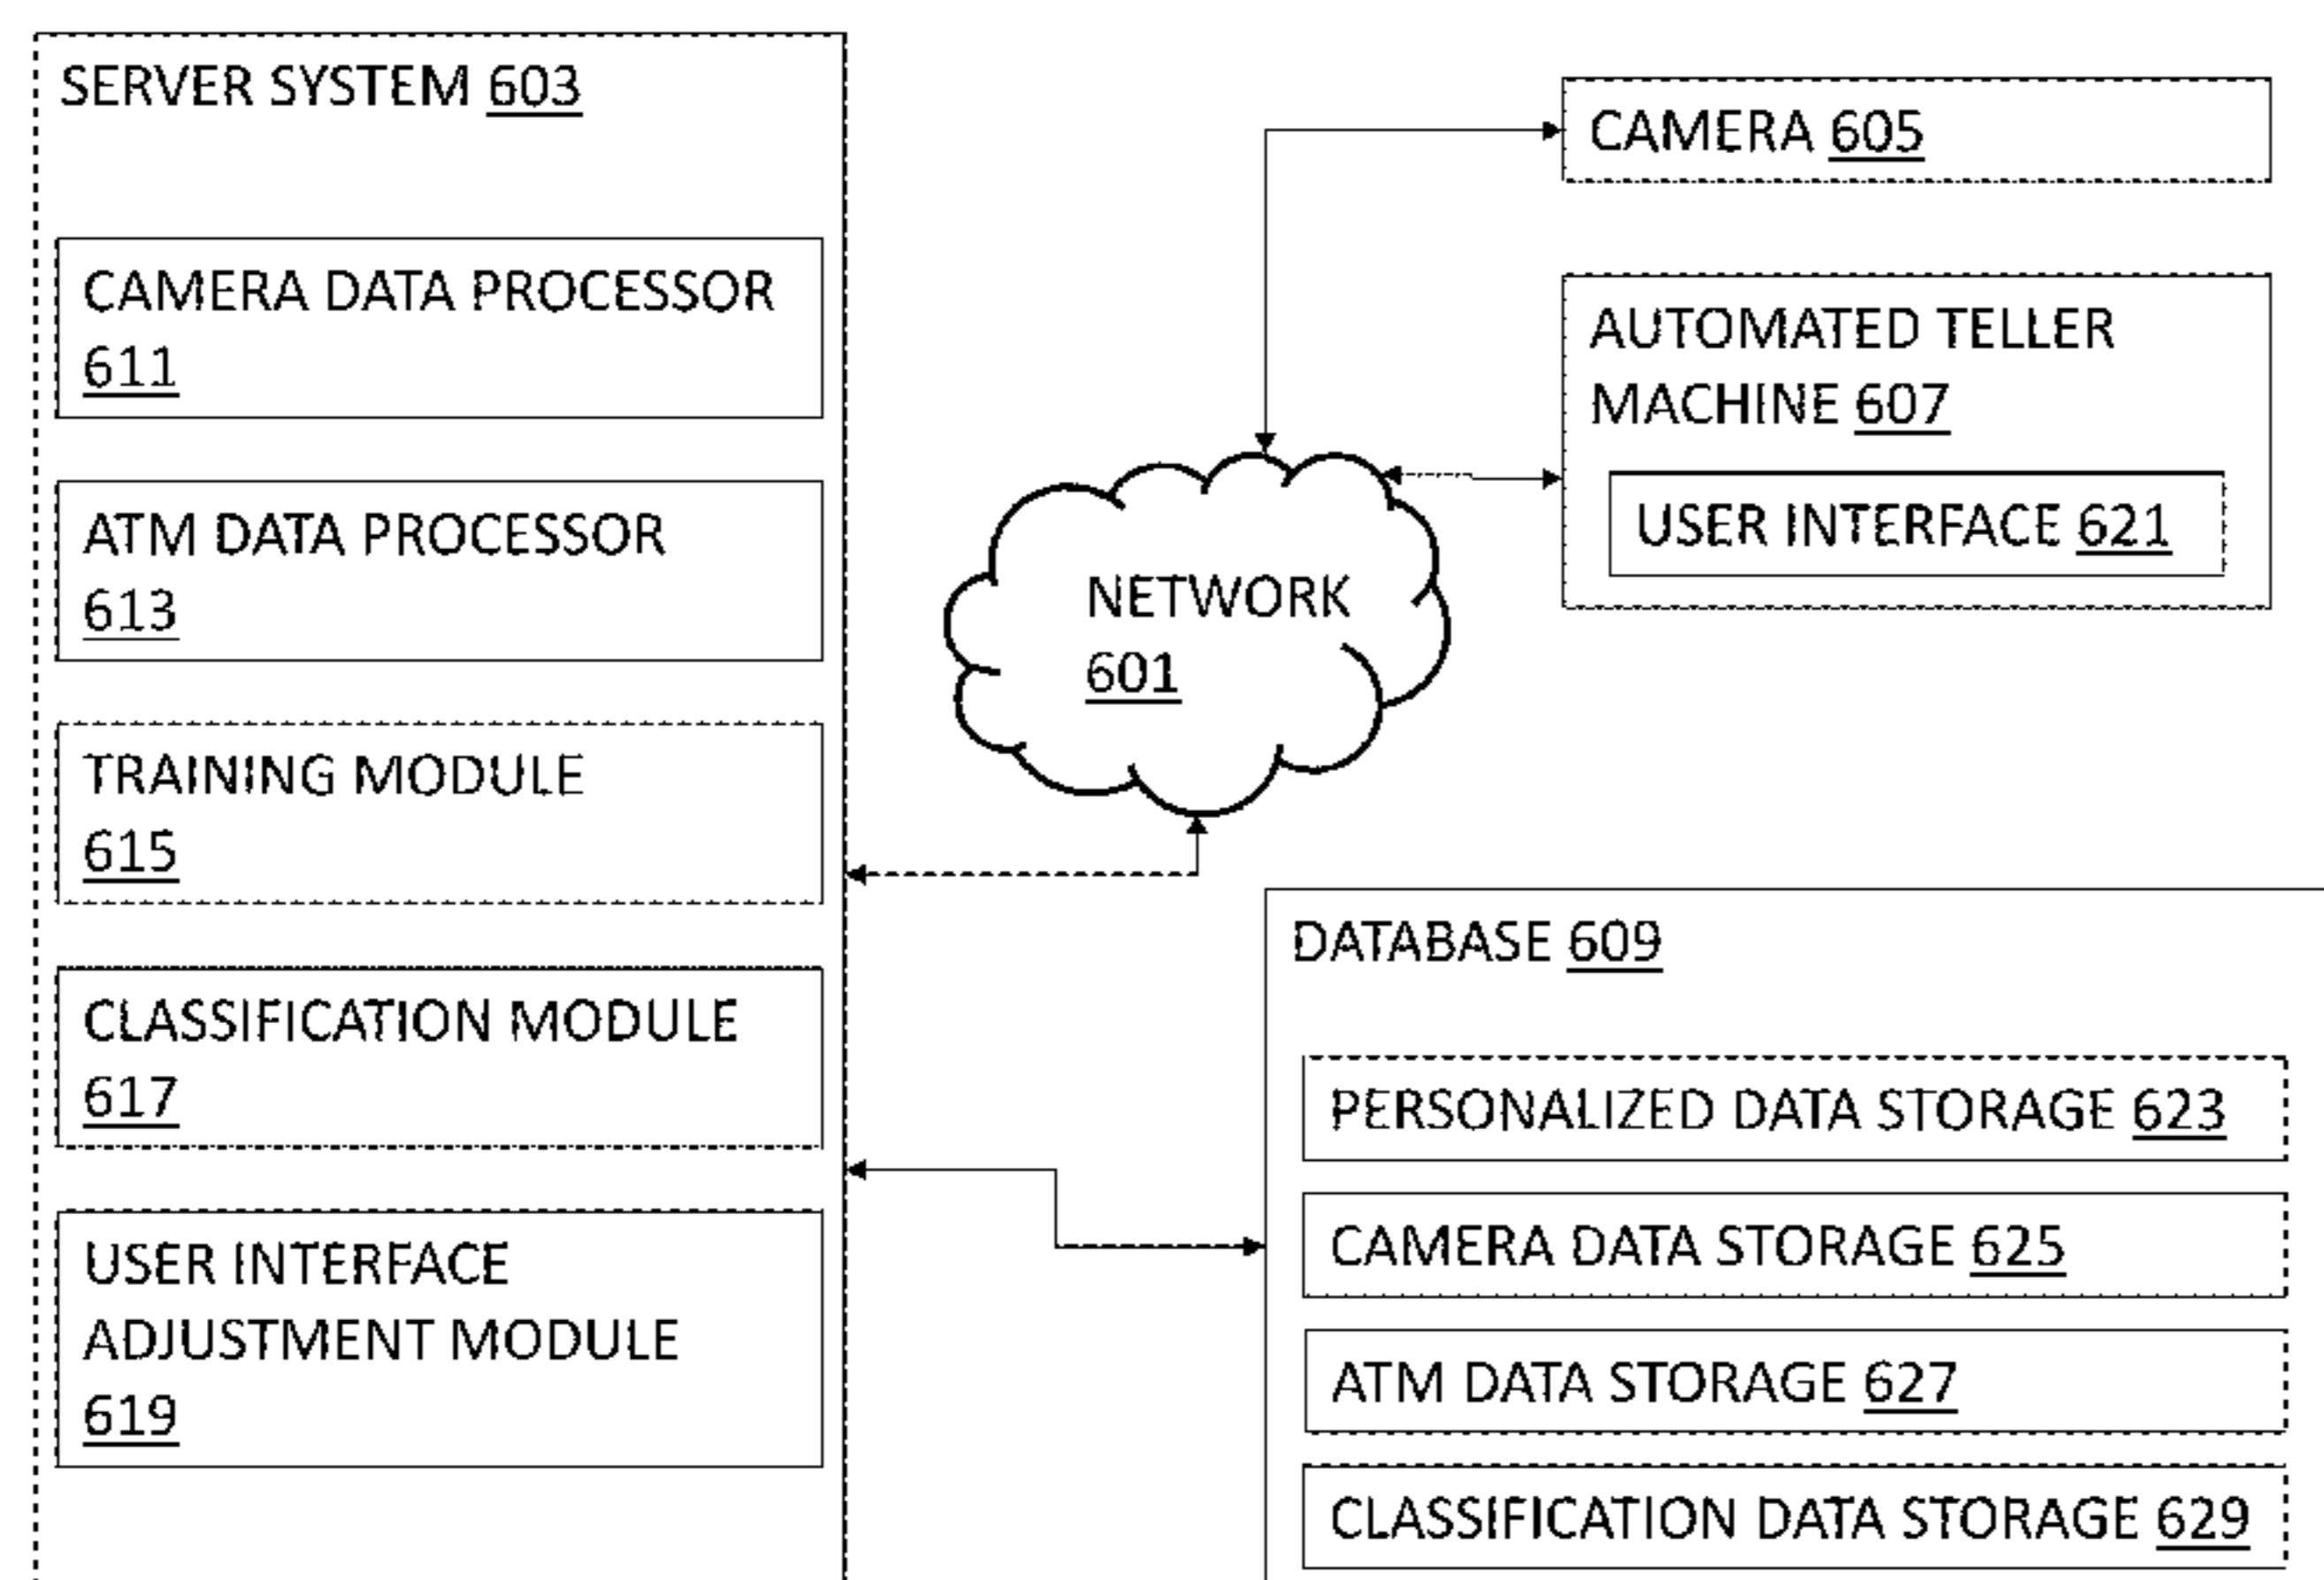 SERVER SYSTEM 603
CAMERA DATA PROCESSOR
611
ATM DATA PROCESSOR
613
TRAINING MODULE
615
CLASSIFICATION MODULE
617
USER INTERFACE
ADJUSTMENT MODULE
619
NETWORK
601
CAMERA 605
AUTOMATED TELLER
MACHINE 607
USER INTERFACE 621
DATABASE 609
PERSONALIZED DATA STORAGE 623
CAMERA DATA STORAGE 625
ATM DATA STORAGE 627
CLASSIFICATION DATA STORAGE 629